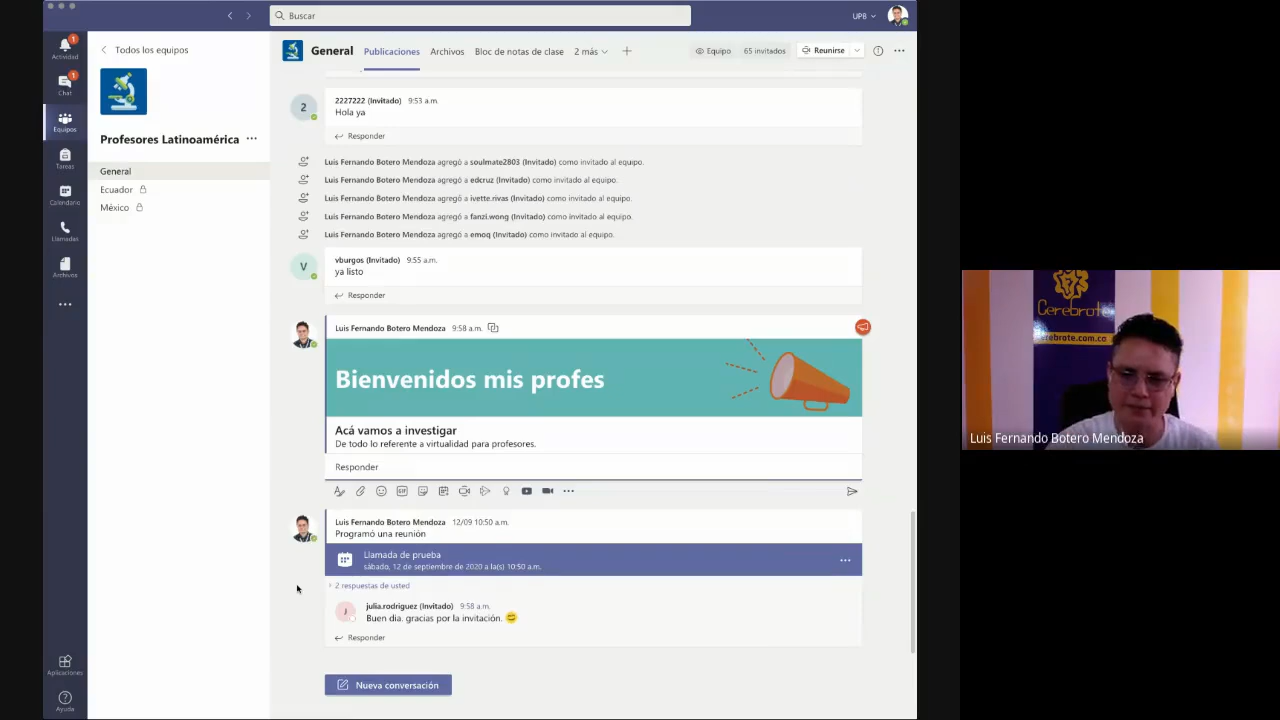 Buscar
UPB
Actividad
Chat
Equipos
Tareas
Calendario
Llamadas
Archivos
Aplicaciones
Ayuda
Todos los equipos
Profesores Latinoamérica
General
Ecuador
México
General
Publicaciones
Archivos
Bloc de notas de clase
2 más
Equipo
65 invitados
Reunirse
2
2227222 (Invitado) 9:53 a.m.
Hola ya
Responder
Luis Fernando Botero Mendoza agregó a soulmate2803 (Invitado) como invitado al equipo.
Luis Fernando Botero Mendoza agregó a edcruz (Invitado) como invitado al equipo.
Luis Fernando Botero Mendoza agregó a ivette.rivas (Invitado) como invitado al equipo.
Luis Fernando Botero Mendoza agregó a fanzi.wong (Invitado) como invitado al equipo.
Luis Fernando Botero Mendoza agregó a emoq (Invitado) como invitado al equipo.
V
vburgos (Invitado) 9:55 a.m.
ya listo
Responder
Luis Fernando Botero Mendoza 9:58 a.m.
Bienvenidos mis profes
Acá vamos a investigar
De todo lo referente a virtualidad para profesores.
Responder
GIF
Luis Fernando Botero Mendoza 12/09 10:50 a.m.
Programó una reunión
Llamada de prueba
sábado, 12 de septiembre de 2020 a la(s) 10:50 a.m.
2 respuestas de usted
J
julia.rodriguez (Invitado) 9:58 a.m.
Buen dia. gracias por la invitación. 😊
Responder
Nueva conversación
1
1
Cerebrote
cerebrote.com.co
Luis Fernando Botero Mendoza